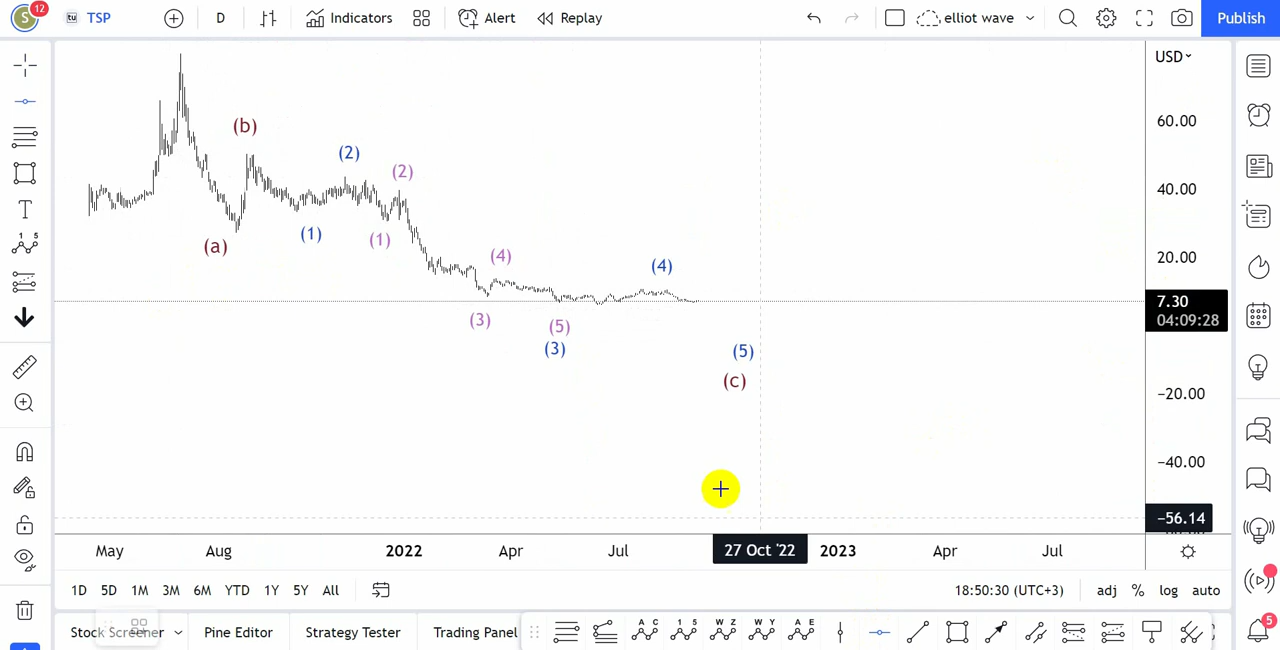 S 12 tu TSP D Indicators Alert Replay elliot wave Publish
USD
60.00
(b)
(2)
(2)
40.00
(1)
(1)
(a)
(4)
20.00
(4)
7.30
04:09:28
(3)
(5)
(3)
(5)
(c)
−20.00
−40.00
−56.14
May Aug 2022 Apr Jul 27 Oct '22 2023 Apr Jul
1D 5D 1M 3M 6M YTD 1Y 5Y All 18:50:30 (UTC+3) adj % log auto
Stock Screener Pine Editor Strategy Tester Trading Panel A C 1 5 W Z W Y A E 5